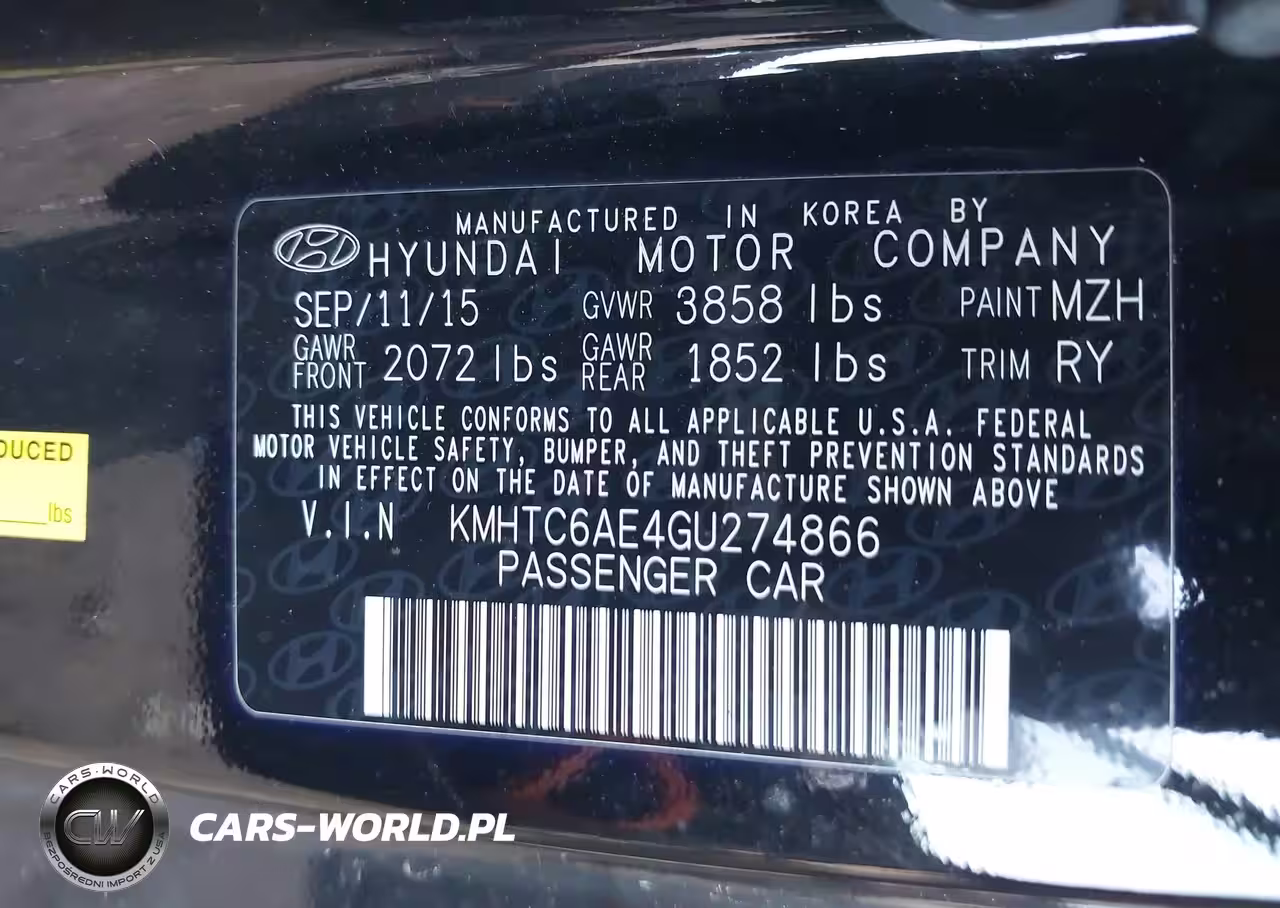 MANUFACTURED IN KOREA BY
HYUNDAI MOTOR COMPANY
SEP/11/15 GVWR 3858 lbs PAINT MZH
GAWR FRONT 2072 lbs GAWR REAR 1852 lbs TRIM RY
THIS VEHICLE CONFORMS TO ALL APPLICABLE U.S.A. FEDERAL
MOTOR VEHICLE SAFETY, BUMPER, AND THEFT PREVENTION STANDARDS
IN EFFECT ON THE DATE OF MANUFACTURE SHOWN ABOVE
V.I.N KMHTC6AE4GU274866
PASSENGER CAR
DUCED
lbs
CARS-WORLD
CW
BEZPOŚREDNI IMPORT Z USA
CARS-WORLD.PL